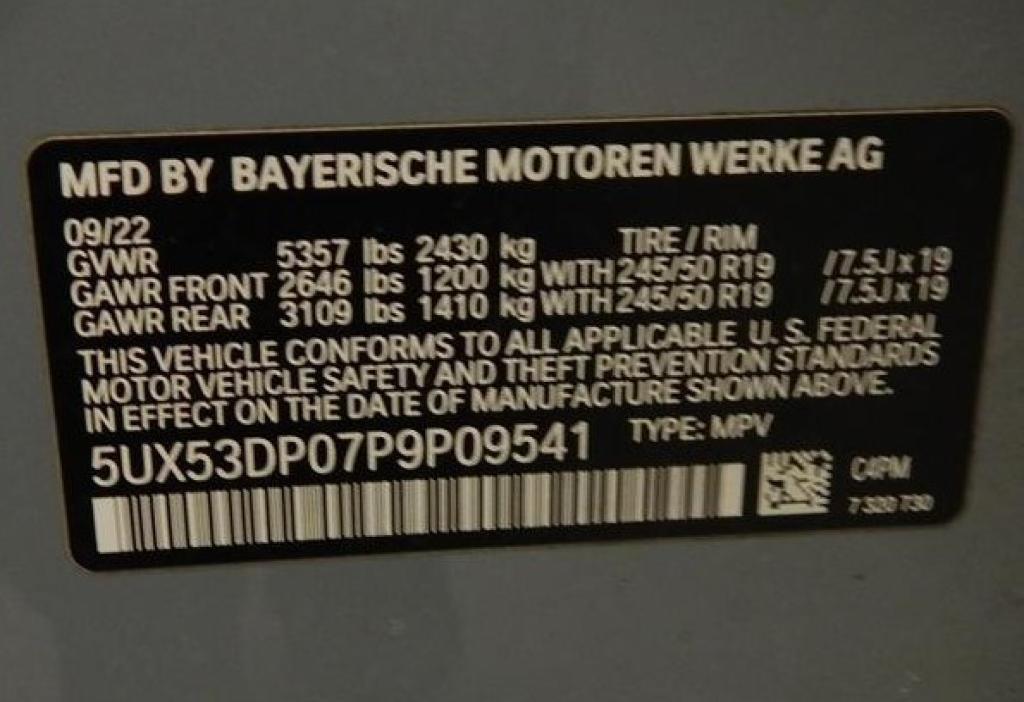 MFD BY BAYERISCHE MOTOREN WERKE AG
09/22 TIRE / RIM
GVWR 5357 lbs 2430 kg
GAWR FRONT 2646 lbs 1200 kg WITH 245/50 R19 /7.5J x 19
GAWR REAR 3109 lbs 1410 kg WITH 245/50 R19 /7.5J x 19
THIS VEHICLE CONFORMS TO ALL APPLICABLE U. S. FEDERAL
MOTOR VEHICLE SAFETY AND THEFT PREVENTION STANDARDS
IN EFFECT ON THE DATE OF MANUFACTURE SHOWN ABOVE.
5UX53DP07P9P09541 TYPE: MPV
C4PM
7 320 730